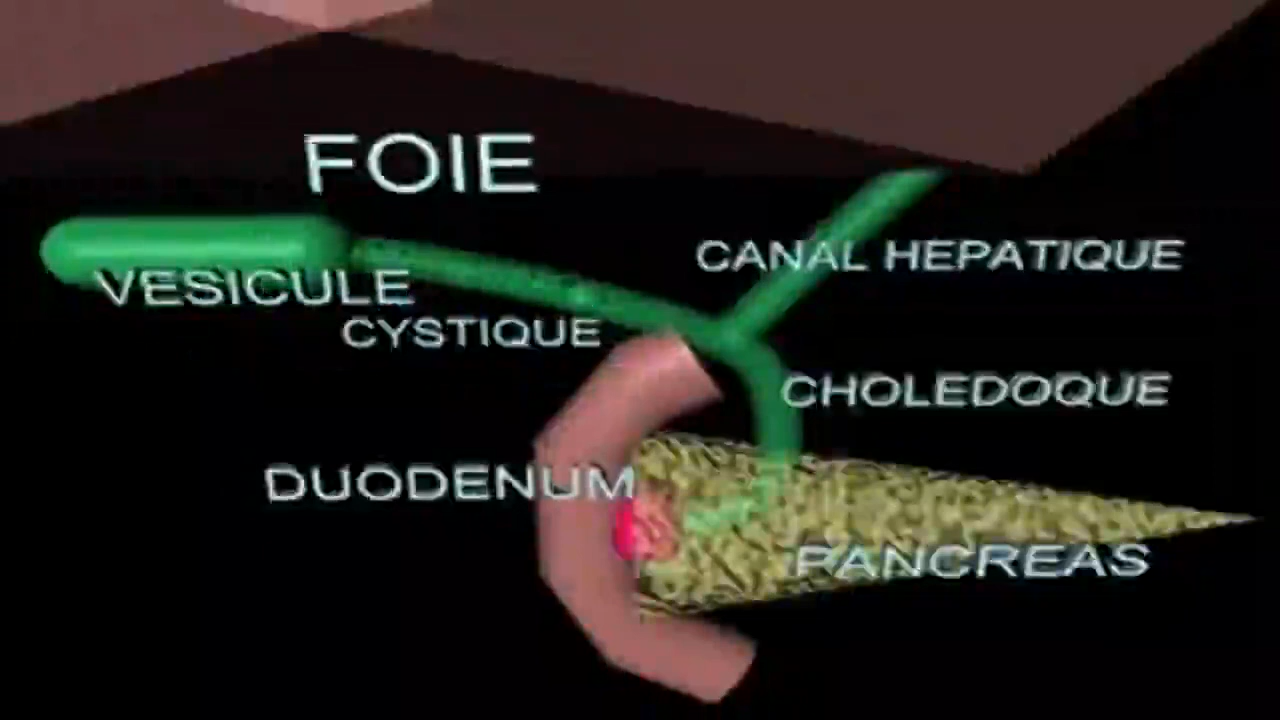 FOIE
CANAL HEPATIQUE
VESICULE
CYSTIQUE
CHOLEDOQUE
DUODENUM
PANCREAS